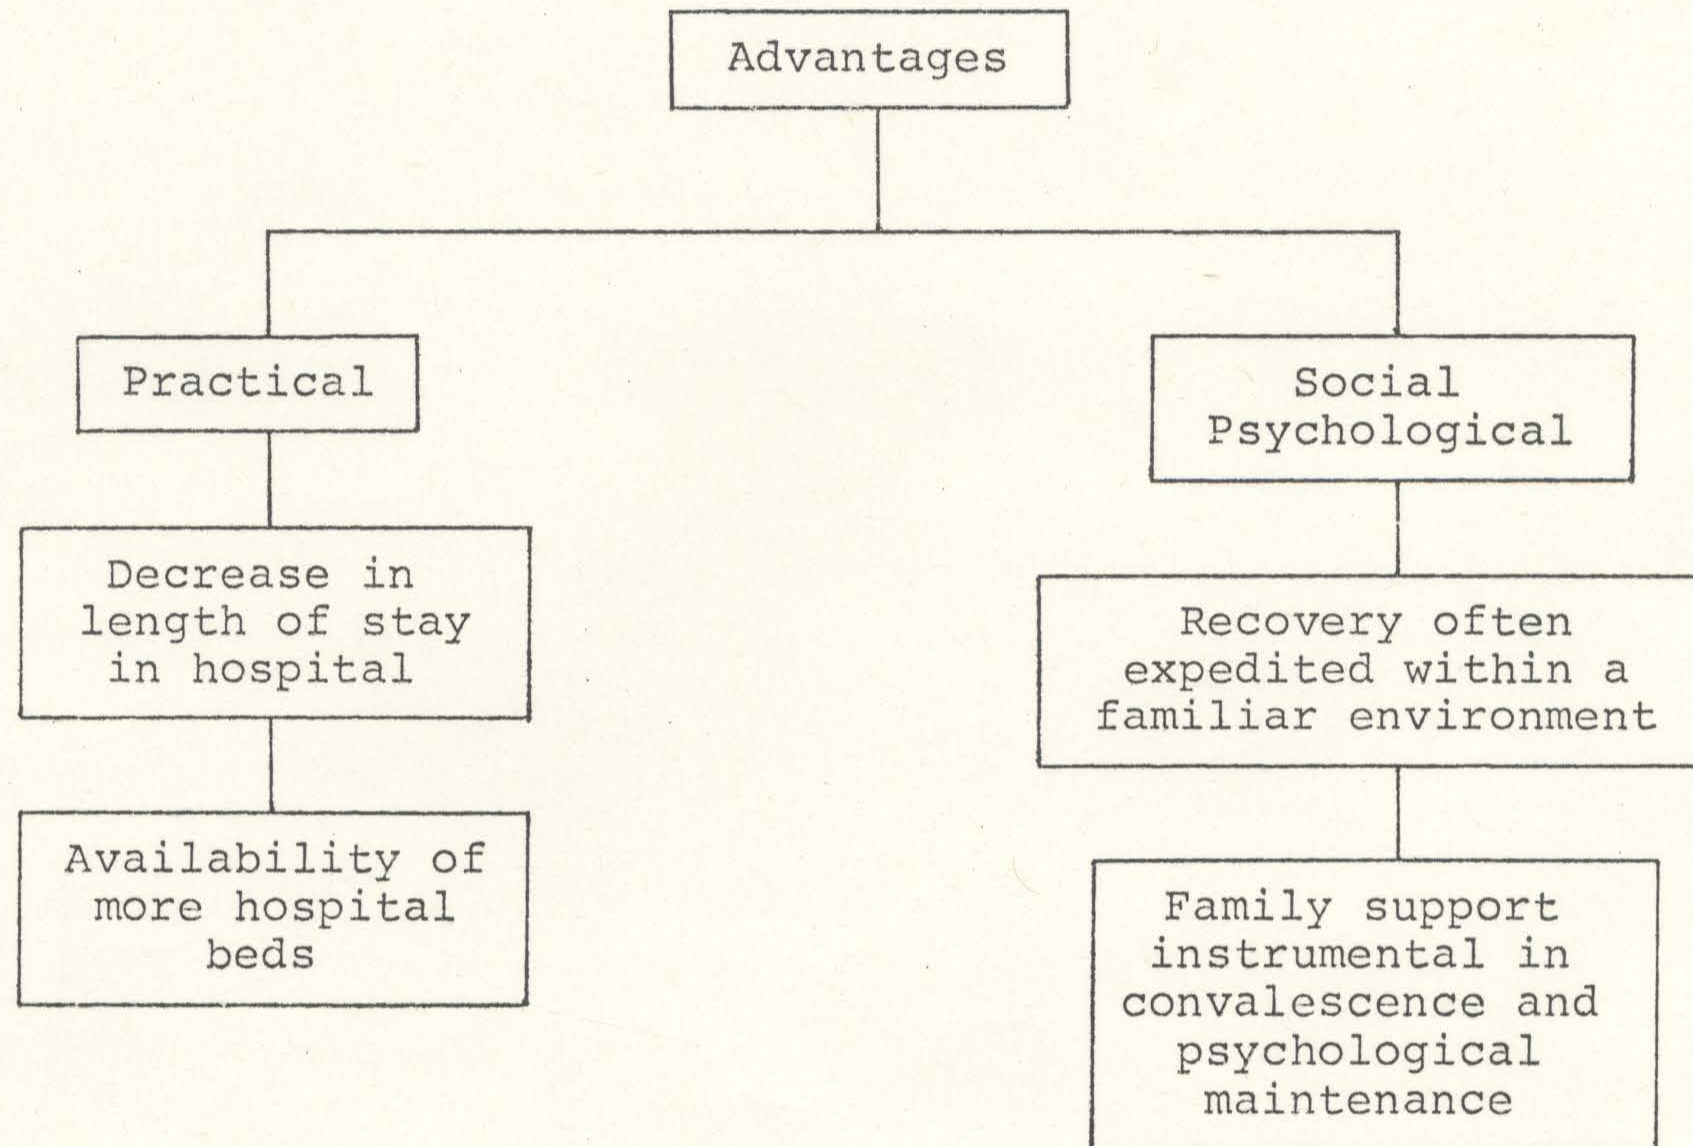 Advantages
Practical
Decrease in
length of stay
in hospital
Availability of
more hospital
beds
Social
Psychological
Recovery often
expedited within a
familiar environment
Family support
instrumental in
convalescence and
psychological
maintenance